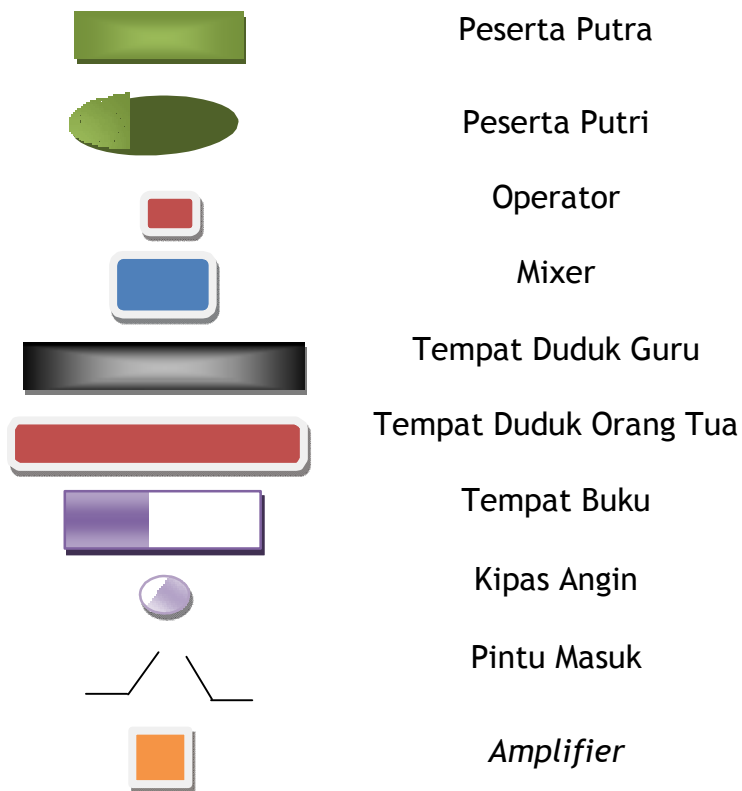 Peserta Putra
Peserta Putri
Operator
Mixer
Tempat Duduk Guru
Tempat Duduk Orang Tua
Tempat Buku
Kipas Angin
Pintu Masuk
Amplifier